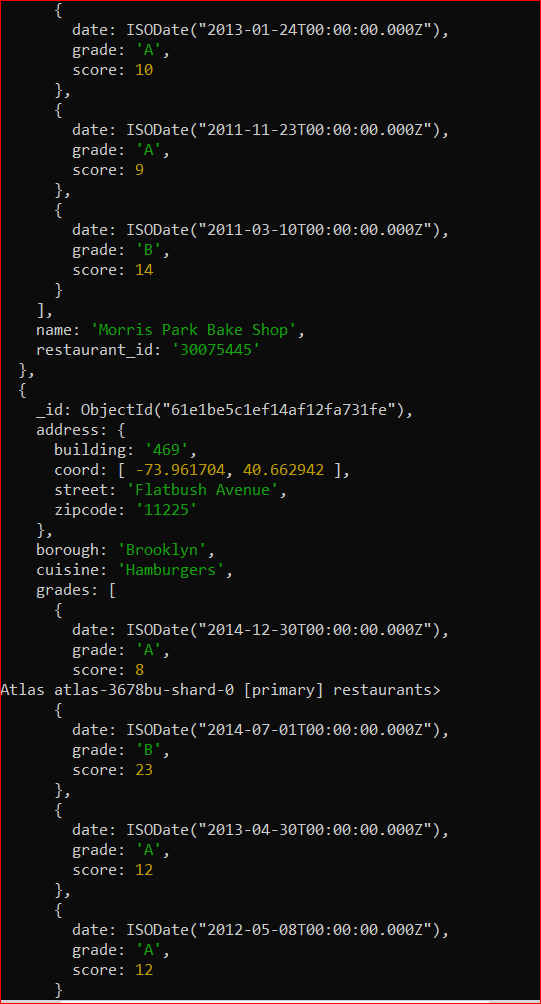 {
date: ISODate("2013-01-24T00:00:00.000Z"),
grade: 'A',
score: 10
},
{
date: ISODate("2011-11-23T00:00:00.000Z"),
grade: 'A',
score: 9
},
{
date: ISODate("2011-03-10T00:00:00.000Z"),
grade: 'B',
score: 14
}
],
name: 'Morris Park Bake Shop',
restaurant_id: '30075445'
},
{
_id: ObjectId("61e1be5c1ef14af12fa731fe"),
address: {
building: '469',
coord: [ -73.961704, 40.662942 ],
street: 'Flatbush Avenue',
zipcode: '11225'
},
borough: 'Brooklyn',
cuisine: 'Hamburgers',
grades: [
{
date: ISODate("2014-12-30T00:00:00.000Z"),
grade: 'A',
score: 8
Atlas atlas-3678bu-shard-0 [primary] restaurants>
{
date: ISODate("2014-07-01T00:00:00.000Z"),
grade: 'B',
score: 23
},
{
date: ISODate("2013-04-30T00:00:00.000Z"),
grade: 'A',
score: 12
},
{
date: ISODate("2012-05-08T00:00:00.000Z"),
grade: 'A',
score: 12
}